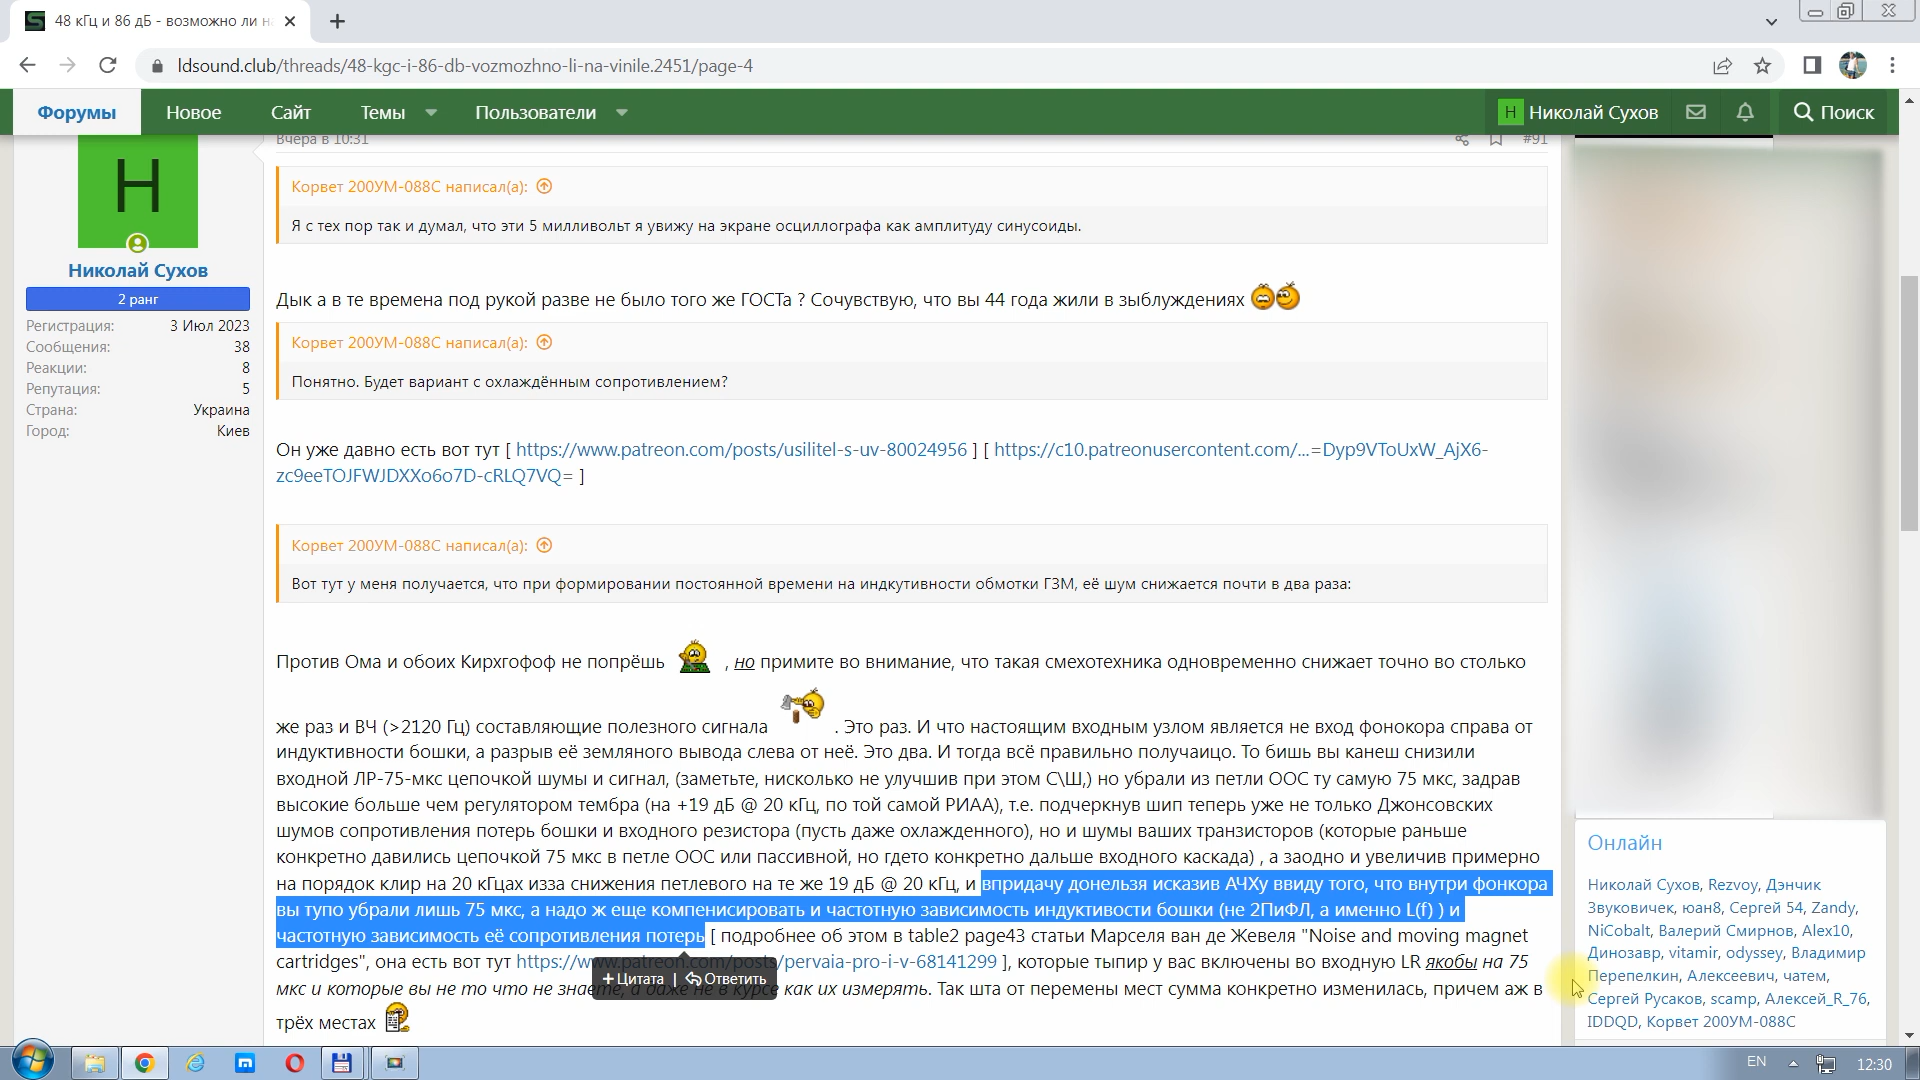 48 кГц и 86 дБ - возможно ли н
ldsound.club/threads/48-kgc-i-86-db-vozmozhno-li-na-vinile.2451/page-4
Форумы Новое Сайт Темы Пользователи Н Николай Сухов Поиск
Вчера в 10:31 #91
Н
Николай Сухов
2 ранг
Регистрация: 3 Июл 2023
Сообщения: 38
Реакции: 8
Репутация: 5
Страна: Украина
Город: Киев
Корвет 200УМ-088С написал(а):
Я с тех пор так и думал, что эти 5 милливольт я увижу на экране осциллографа как амплитуду синусоиды.
Дык а в те времена под рукой разве не было того же ГОСТа ? Сочувствую, что вы 44 года жили в зыблуждениях
Корвет 200УМ-088С написал(а):
Понятно. Будет вариант с охлаждённым сопротивлением?
Он уже давно есть вот тут [ https://www.patreon.com/posts/usilitel-s-uv-80024956 ] [ https://c10.patreonusercontent.com/...=Dyp9VToUxW_AjX6-
zc9eeTOJFWJDXXo6o7D-cRLQ7VQ= ]
Корвет 200УМ-088С написал(а):
Вот тут у меня получается, что при формировании постоянной времени на индкутивности обмотки ГЗМ, её шум снижается почти в два раза:
Против Ома и обоих Кирхгофоф не попрёшь , но примите во внимание, что такая смехотехника одновременно снижает точно во столько
же раз и ВЧ (>2120 Гц) составляющие полезного сигнала . Это раз. И что настоящим входным узлом является не вход фонокора справа от
индуктивности бошки, а разрыв её земляного вывода слева от неё. Это два. И тогда всё правильно получаицо. То бишь вы канеш снизили
входной ЛР-75-мкс цепочкой шумы и сигнал, (заметьте, нисколько не улучшив при этом С\Ш,) но убрали из петли ООС ту самую 75 мкс, задрав
высокие больше чем регулятором тембра (на +19 дБ @ 20 кГц, по той самой РИАА), т.е. подчеркнув шип теперь уже не только Джонсовских
шумов сопротивления потерь бошки и входного резистора (пусть даже охлажденного), но и шумы ваших транзисторов (которые раньше
конкретно давились цепочкой 75 мкс в петле ООС или пассивной, но гдето конкретно дальше входного каскада) , а заодно и увеличив примерно
на порядок клир на 20 кГцах изза снижения петлевого на те же 19 дБ @ 20 кГц, и впридачу донельзя исказив АЧХу ввиду того, что внутри фонкора
вы тупо убрали лишь 75 мкс, а надо ж еще компенисировать и частотную зависимость индуктивости бошки (не 2ПиФЛ, а именно L(f) ) и
частотную зависимость её сопротивления потерь [ подробнее об этом в table2 page43 статьи Марселя ван де Жевеля "Noise and moving magnet
cartridges", она есть вот тут https://www.patreon.com/posts/pervaia-pro-i-v-68141299 ], которые тыпир у вас включены во входную LR якобы на 75
+Цитата | Ответить
мкс и которые вы не то что не знаете, а даже не в курсе как их измерять. Так шта от перемены мест сумма конкретно изменилась, причем аж в
трёх местах
Онлайн
Николай Сухов, Rezvoy, Дэнчик
Звуковичек, юан8, Сергей 54, Zandy,
NiCobalt, Валерий Смирнов, Alex10,
Динозавр, vitamir, odyssey, Владимир
Перепелкин, Алексеевич, чатем,
Сергей Русаков, scamp, Алексей_R_76,
IDDQD, Корвет 200УМ-088С
EN 12:30